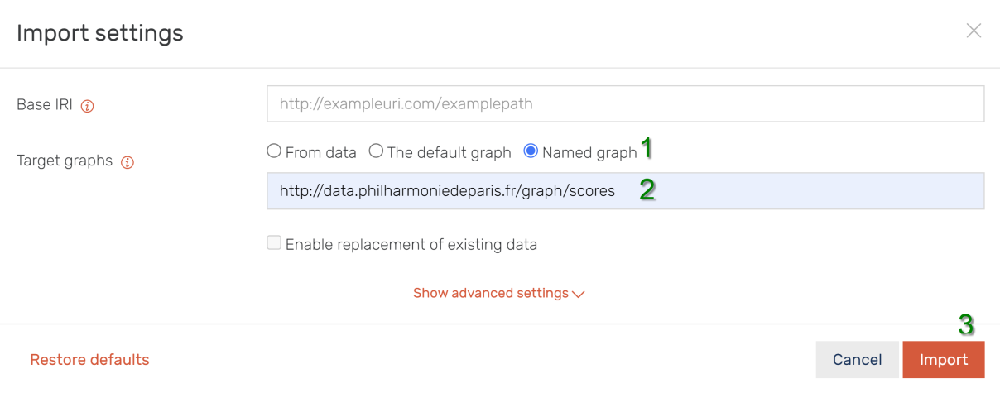 Import settings
Base IRI
http://exampleuri.com/examplepath
Target graphs
From data The default graph Named graph 1
http://data.philharmoniedeparis.fr/graph/scores 2
Enable replacement of existing data
Show advanced settings
3
Restore defaults Cancel Import